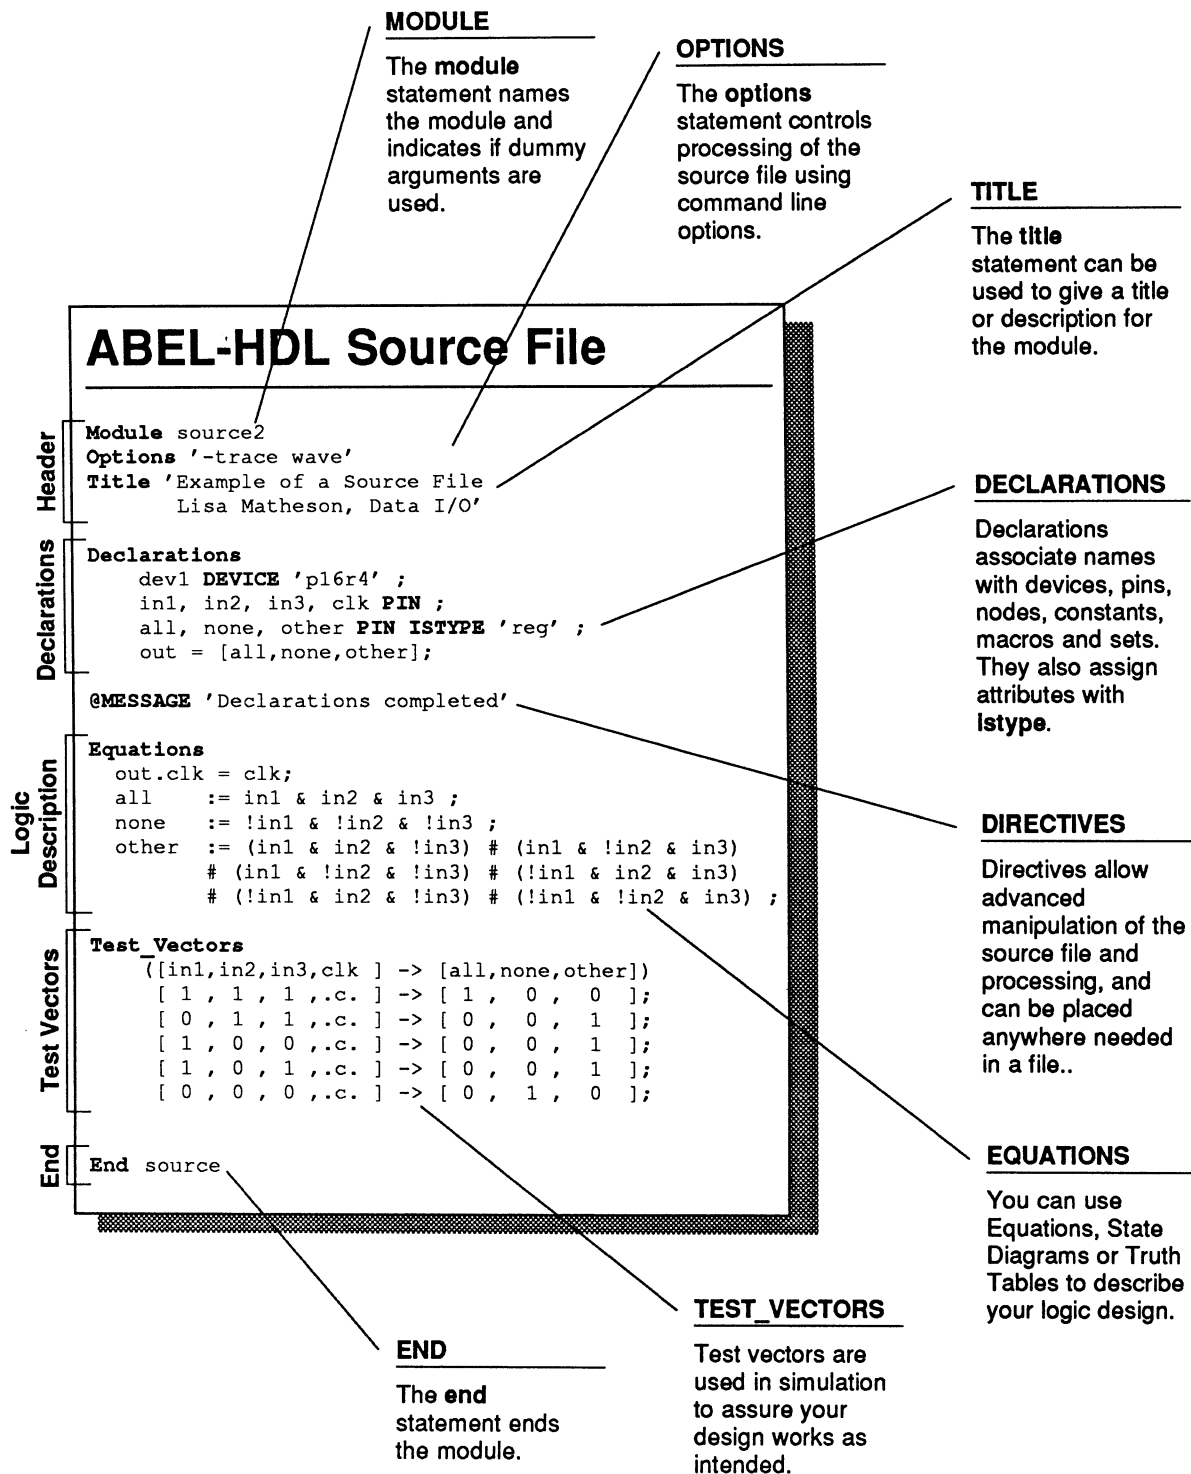 MODULE
The module
statement names
the module and
indicates if dummy
arguments are
used.
OPTIONS
The options
statement controls
processing of the
source file using
command line
options.
TITLE
The title
statement can be
used to give a title
or description for
the module.
ABEL-HDL Source File
Header
Module source2
Options '-trace wave'
Title 'Example of a Source File
Lisa Matheson, Data I/O'
Declarations
Declarations
dev1 DEVICE 'p16r4' ;
in1, in2, in3, clk PIN ;
all, none, other PIN ISTYPE 'reg' ;
out = [all,none,other];
@MESSAGE 'Declarations completed'
DECLARATIONS
Declarations
associate names
with devices, pins,
nodes, constants,
macros and sets.
They also assign
attributes with
Istype.
Logic
Description
Equations
out.clk = clk;
all := in1 & in2 & in3 ;
none := !in1 & !in2 & !in3 ;
other := (in1 & in2 & !in3) # (in1 & !in2 & in3)
# (in1 & !in2 & !in3) # (!in1 & in2 & in3)
# (!in1 & in2 & !in3) # (!in1 & !in2 & in3) ;
DIRECTIVES
Directives allow
advanced
manipulation of the
source file and
processing, and
can be placed
anywhere needed
in a file..
Test Vectors
Test_Vectors
([in1,in2,in3,clk ] -> [all,none,other])
[ 1 , 1 , 1 ,.c. ] -> [ 1 , 0 , 0 ];
[ 0 , 1 , 1 ,.c. ] -> [ 0 , 0 , 1 ];
[ 1 , 0 , 0 ,.c. ] -> [ 0 , 0 , 1 ];
[ 1 , 0 , 1 ,.c. ] -> [ 0 , 0 , 1 ];
[ 0 , 0 , 0 ,.c. ] -> [ 0 , 1 , 0 ];
End
End source
EQUATIONS
You can use
Equations, State
Diagrams or Truth
Tables to describe
your logic design.
TEST_VECTORS
Test vectors are
used in simulation
to assure your
design works as
intended.
END
The end
statement ends
the module.